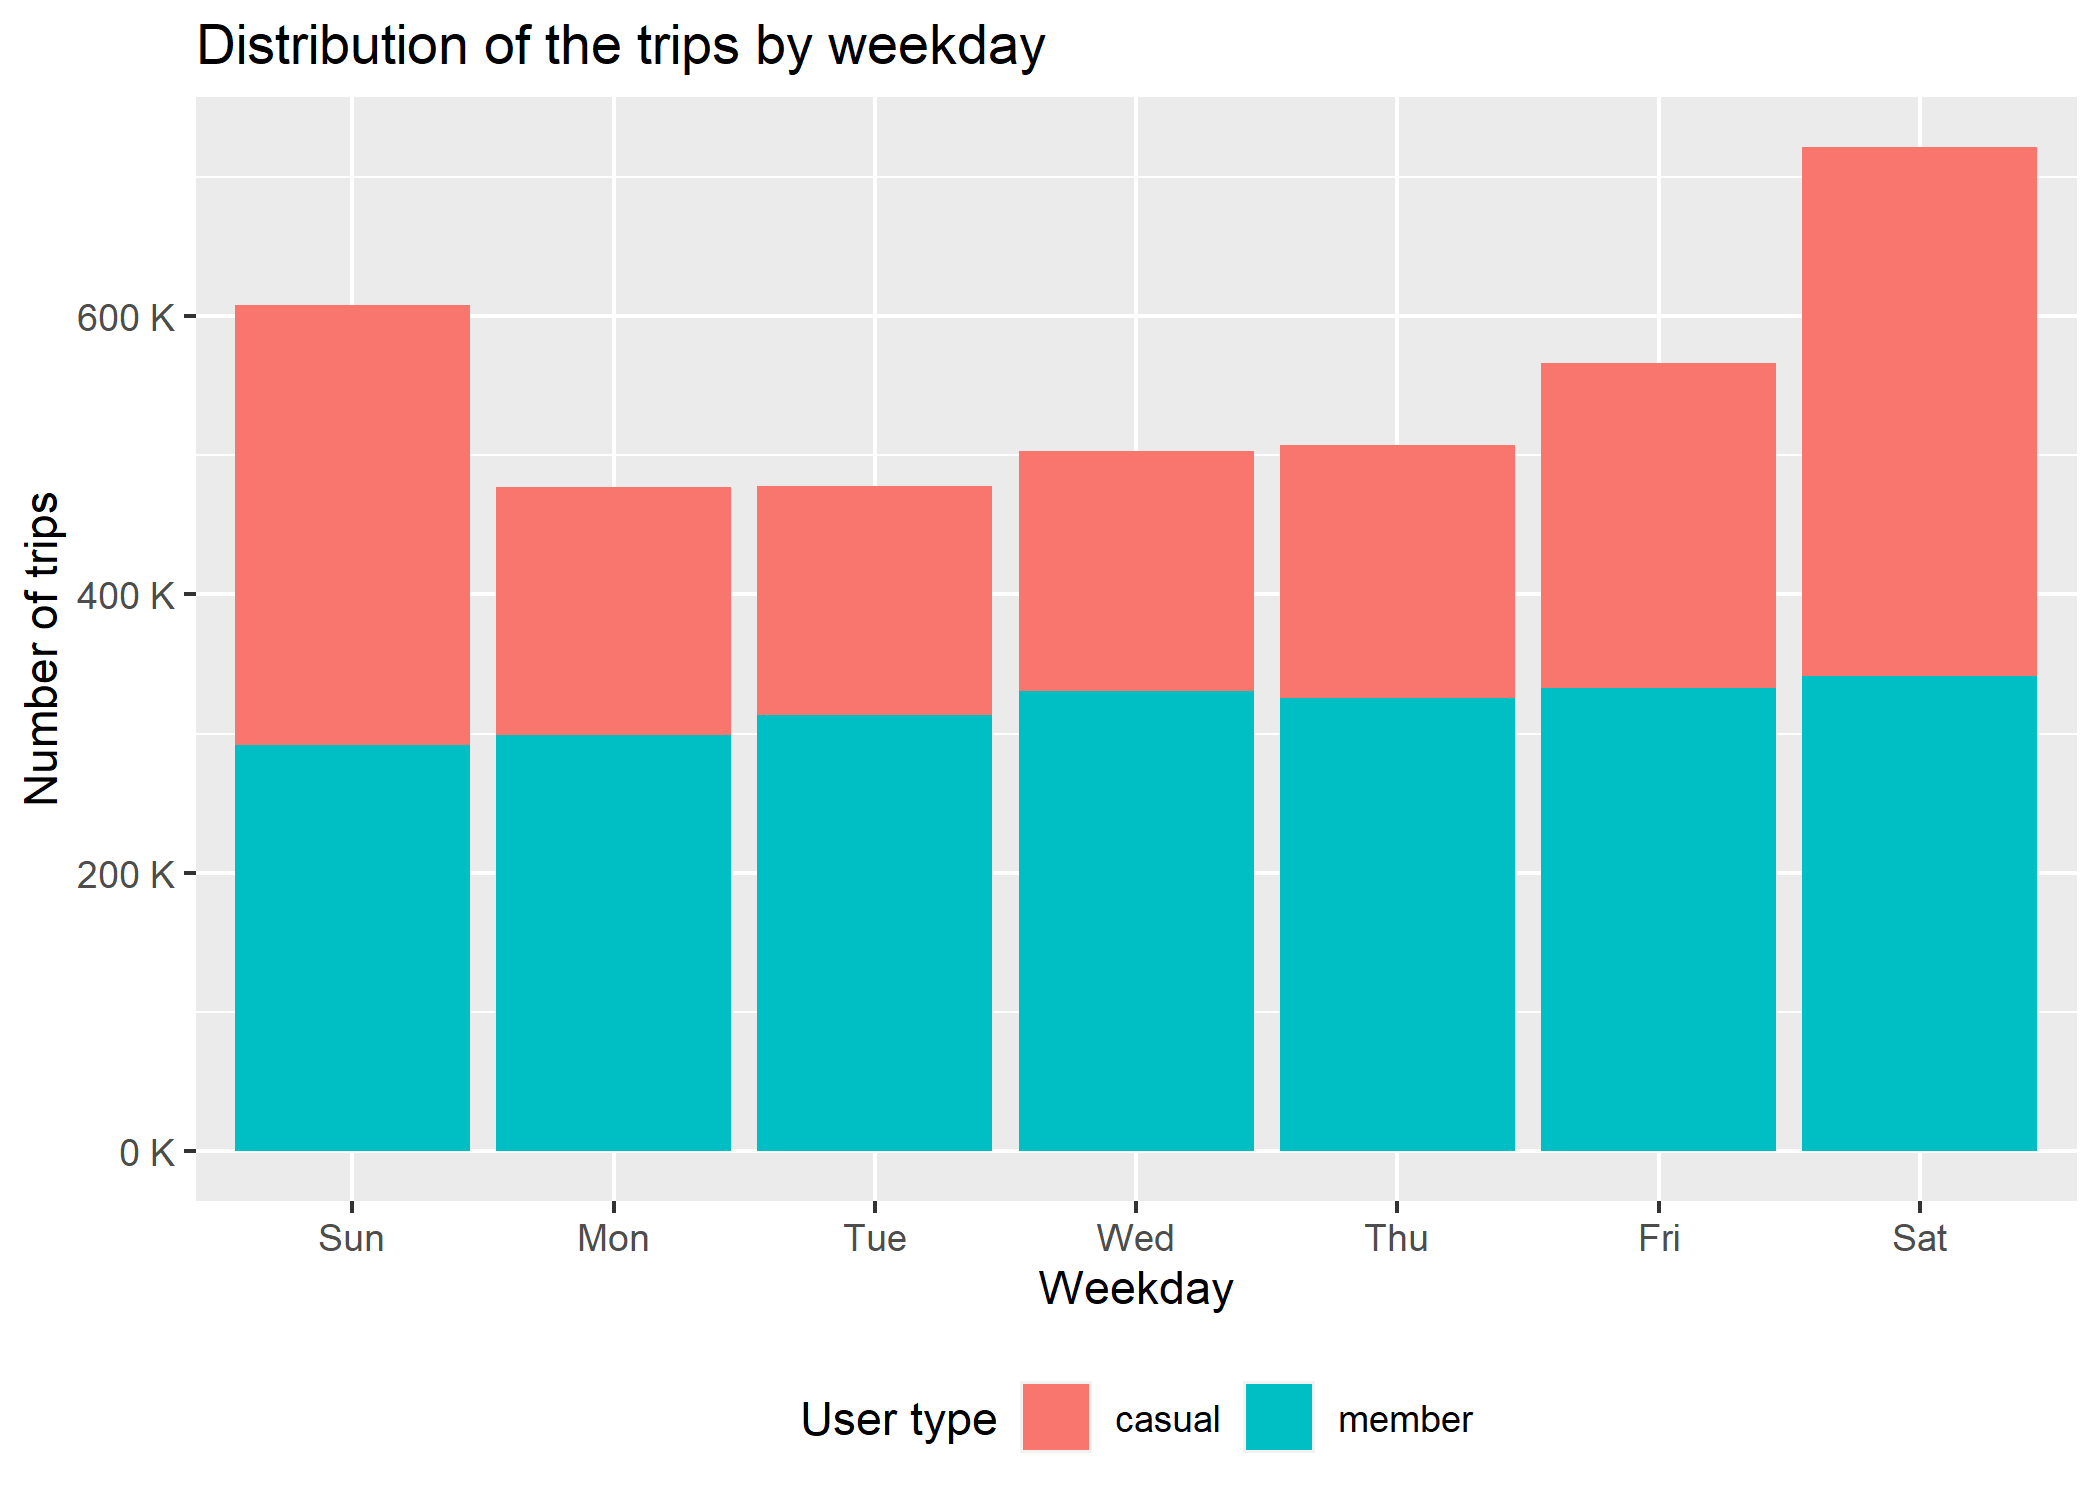 Distribution of the trips by weekday
Number of trips
600 K
400 K
200 K
0 K
Sun Mon Tue Wed Thu Fri Sat
Weekday
User type casual member